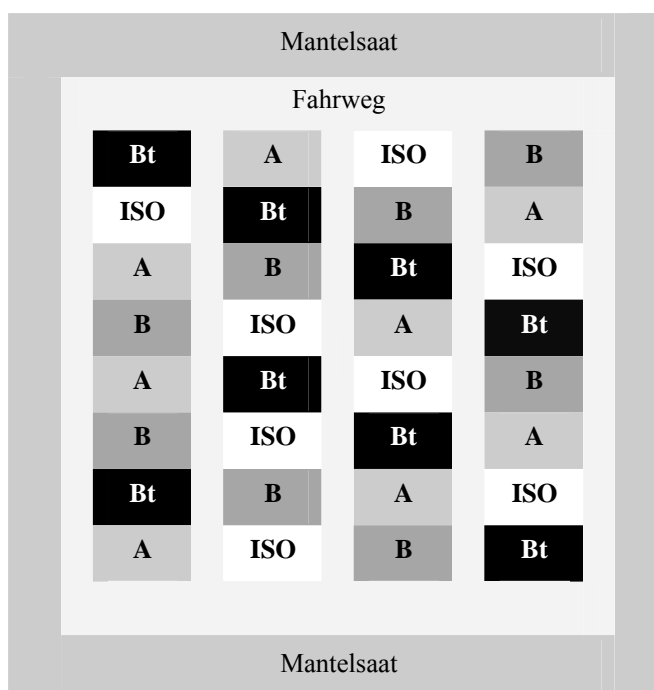 Mantelsaat
Fahrweg
Bt A ISO B
ISO Bt B A
A B Bt ISO
B ISO A Bt
A Bt ISO B
B ISO Bt A
Bt B A ISO
A ISO B Bt
Mantelsaat